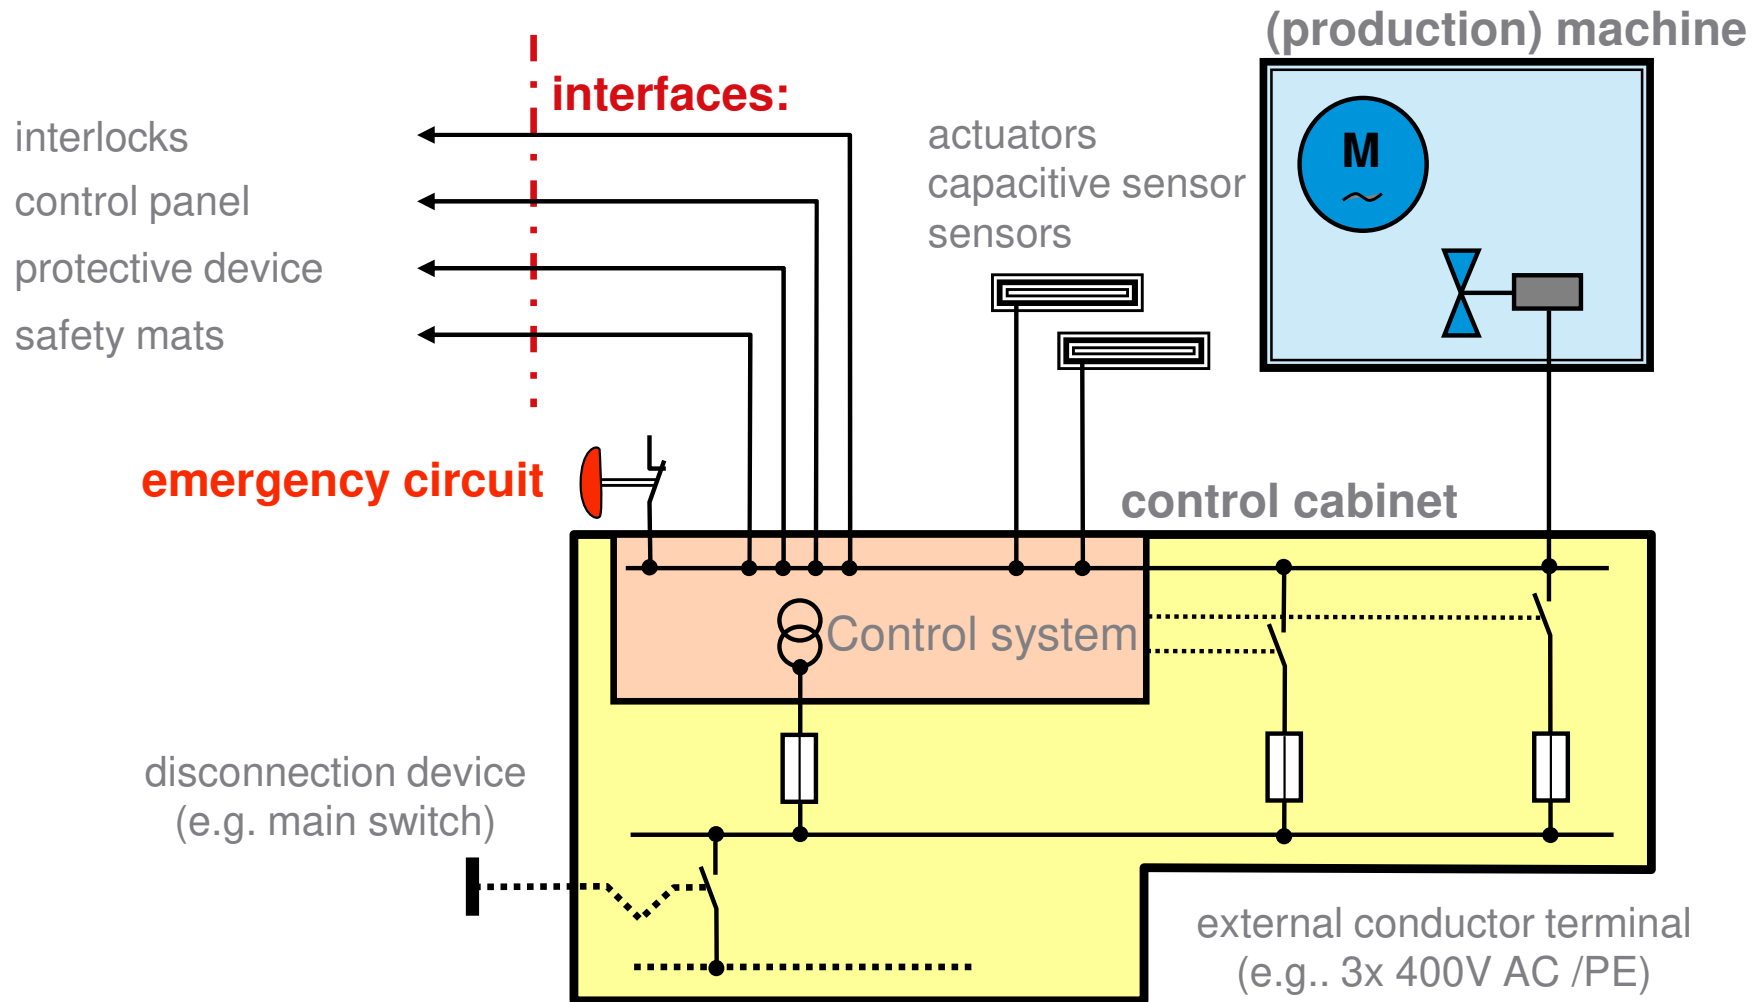 (production) machine
interfaces:
interlocks
control panel
protective device
safety mats
actuators
capacitive sensor
sensors
M
emergency circuit
control cabinet
Control system
disconnection device
(e.g. main switch)
external conductor terminal
(e.g.. 3x 400V AC /PE)